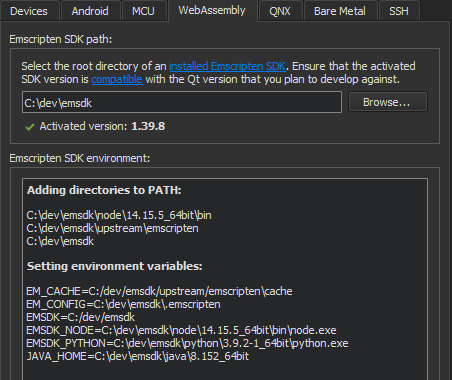 Devices Android MCU WebAssembly QNX Bare Metal SSH
Emscripten SDK path:
Select the root directory of an installed Emscripten SDK. Ensure that the activated
SDK version is compatible with the Qt version that you plan to develop against.
C:\dev\emsdk Browse...
Activated version: 1.39.8
Emscripten SDK environment:
Adding directories to PATH:
C:\dev\emsdk\node\14.15.5_64bit\bin
C:\dev\emsdk\upstream\emscripten
C:\dev\emsdk
Setting environment variables:
EM_CACHE=C:/dev/emsdk/upstream/emscripten\cache
EM_CONFIG=C:\dev\emsdk\.emscripten
EMSDK=C:/dev/emsdk
EMSDK_NODE=C:\dev\emsdk\node\14.15.5_64bit\bin\node.exe
EMSDK_PYTHON=C:\dev\emsdk\python\3.9.2-1_64bit\python.exe
JAVA_HOME=C:\dev\emsdk\java\8.152_64bit